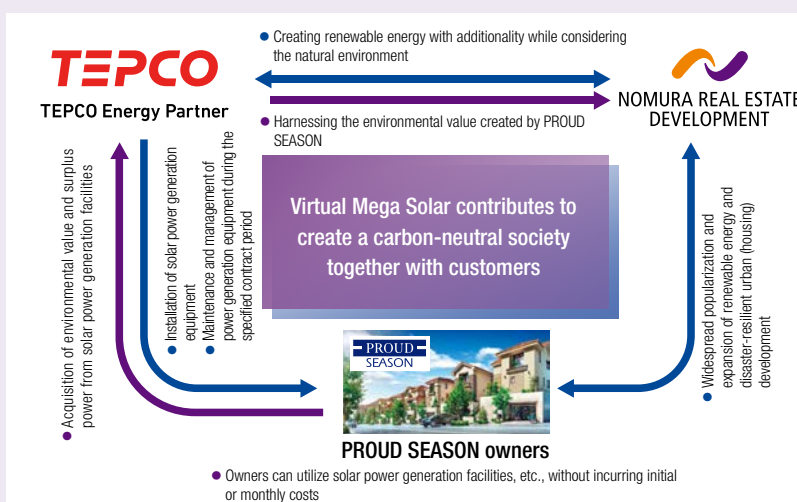 ● Creating renewable energy with additionality while considering
the natural environment
TEPCO
TEPCO Energy Partner
NOMURA REAL ESTATE
DEVELOPMENT
● Harnessing the environmental value created by PROUD
SEASON
● Acquisition of environmental value and surplus
power from solar power generation facilities
● Installation of solar power generation
equipment
● Maintenance and management of
power generation equipment during the
specified contract period
Virtual Mega Solar contributes to
create a carbon-neutral society
together with customers
● Widespread popularization and
expansion of renewable energy and
disaster-resilient urban (housing)
development
PROUD
SEASON
PROUD SEASON owners
● Owners can utilize solar power generation facilities, etc., without incurring initial
or monthly costs